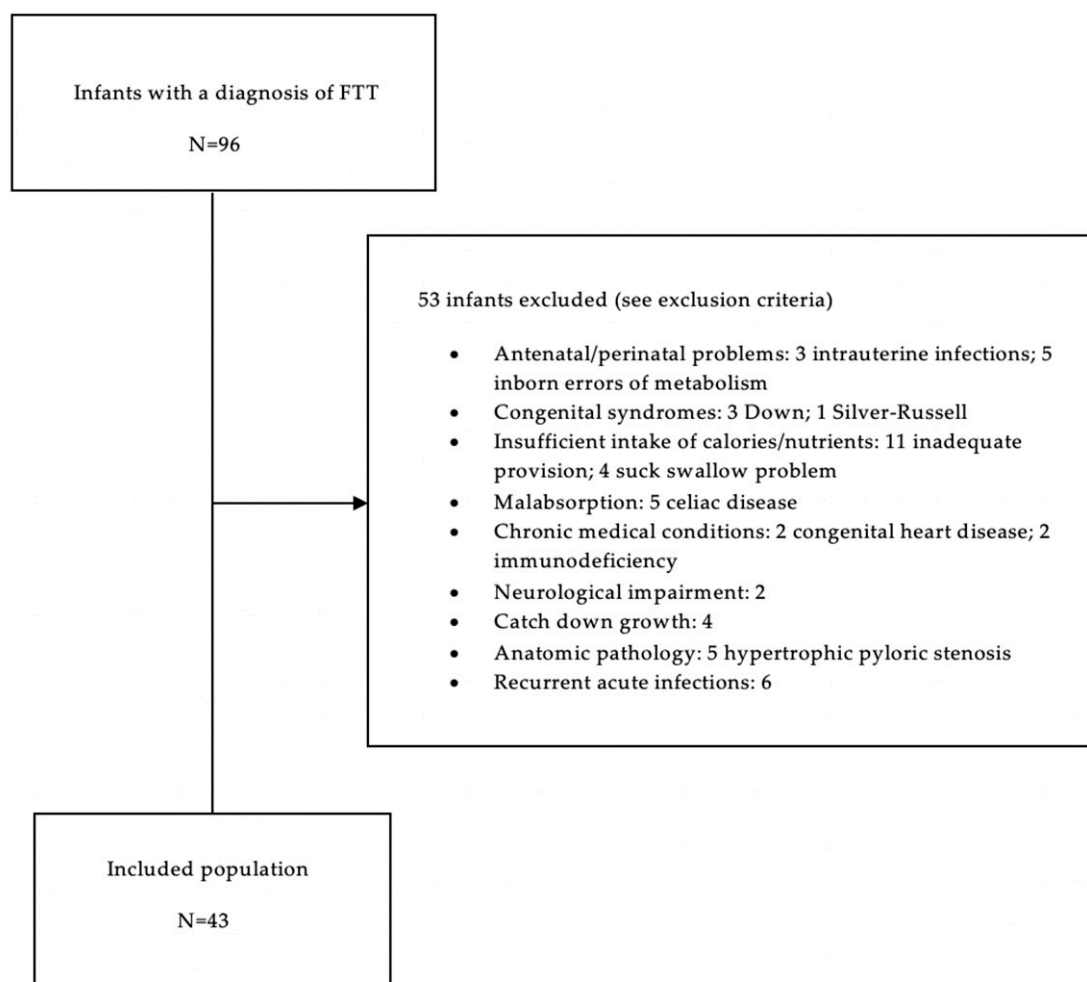 Infants with a diagnosis of FTT
N=96
53 infants excluded (see exclusion criteria)
• Antenatal/perinatal problems: 3 intrauterine infections; 5
inborn errors of metabolism
• Congenital syndromes: 3 Down; 1 Silver-Russell
• Insufficient intake of calories/nutrients: 11 inadequate
provision; 4 suck swallow problem
• Malabsorption: 5 celiac disease
• Chronic medical conditions: 2 congenital heart disease; 2
immunodeficiency
• Neurological impairment: 2
• Catch down growth: 4
• Anatomic pathology: 5 hypertrophic pyloric stenosis
• Recurrent acute infections: 6
Included population
N=43